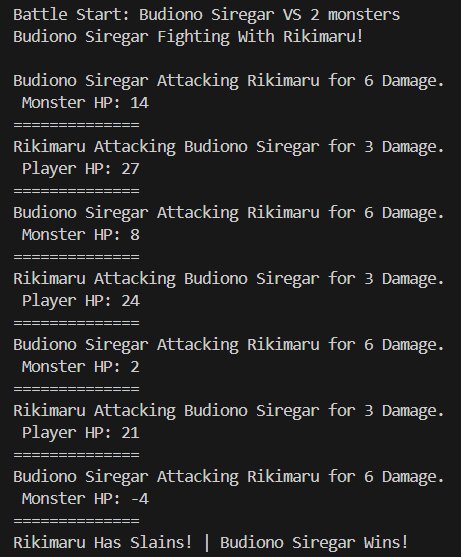 Battle Start: Budiono Siregar VS 2 monsters
Budiono Siregar Fighting With Rikimaru!

Budiono Siregar Attacking Rikimaru for 6 Damage.
 Monster HP: 14
==============
Rikimaru Attacking Budiono Siregar for 3 Damage.
 Player HP: 27
==============
Budiono Siregar Attacking Rikimaru for 6 Damage.
 Monster HP: 8
==============
Rikimaru Attacking Budiono Siregar for 3 Damage.
 Player HP: 24
==============
Budiono Siregar Attacking Rikimaru for 6 Damage.
 Monster HP: 2
==============
Rikimaru Attacking Budiono Siregar for 3 Damage.
 Player HP: 21
==============
Budiono Siregar Attacking Rikimaru for 6 Damage.
 Monster HP: -4
==============
Rikimaru Has Slains! | Budiono Siregar Wins!